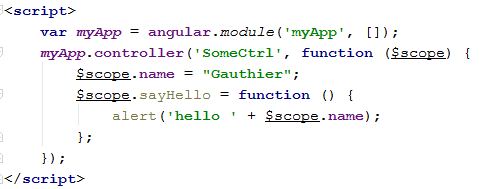 <script>
    var myApp = angular.module('myApp', []);
    myApp.controller('SomeCtrl', function ($scope) {
        $scope.name = "Gauthier";
        $scope.sayHello = function () {
            alert('hello ' + $scope.name);
        };
    });
</script>